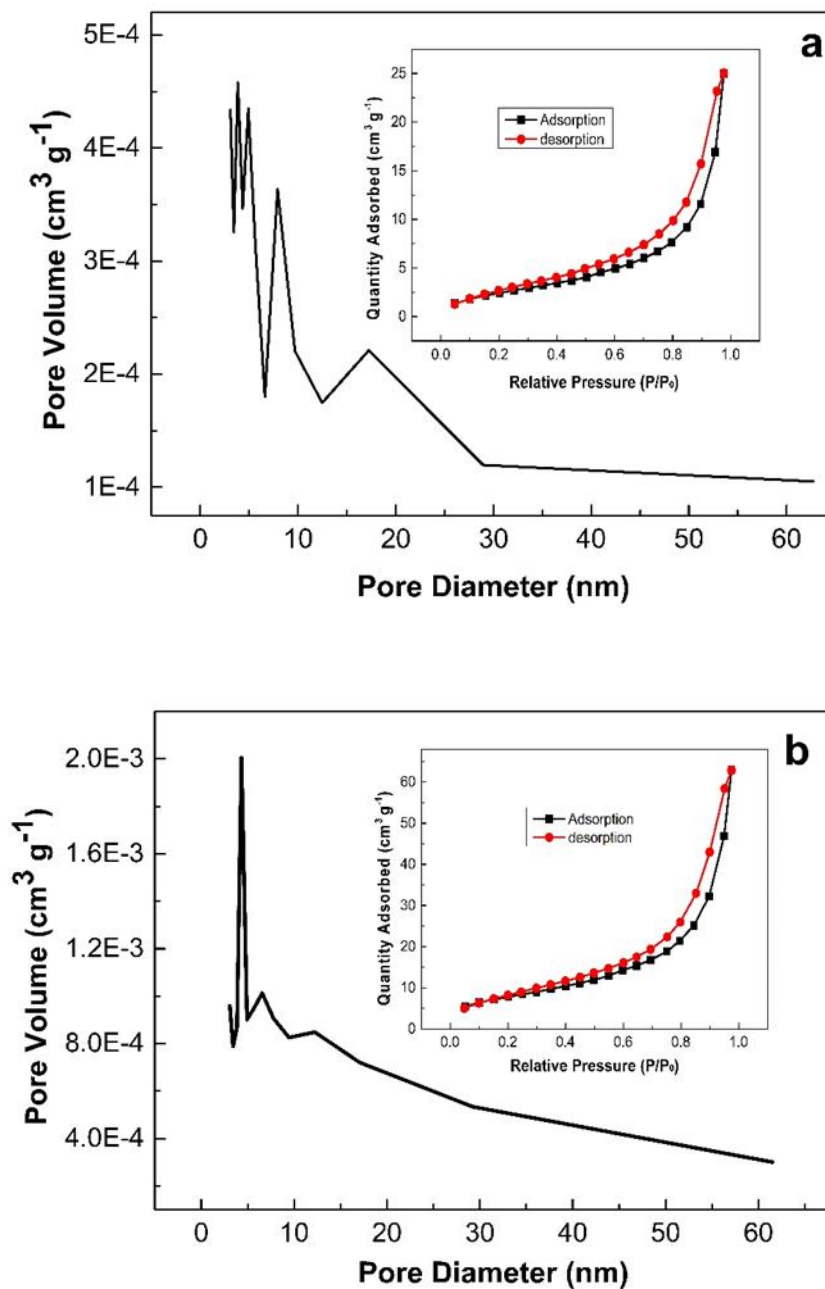 a
5E-4
4E-4
3E-4
2E-4
1E-4
Pore Volume (cm³ g⁻¹)
0 10 20 30 40 50 60
Pore Diameter (nm)
25
20
15
10
5
0
Quantity Adsorbed (cm³ g⁻¹)
Adsorption
desorption
0.0 0.2 0.4 0.6 0.8 1.0
Relative Pressure (P/P₀)
b
2.0E-3
1.6E-3
1.2E-3
8.0E-4
4.0E-4
Pore Volume (cm³ g⁻¹)
0 10 20 30 40 50 60
Pore Diameter (nm)
60
50
40
30
20
10
0
Quantity Adsorbed (cm³ g⁻¹)
Adsorption
desorption
0.0 0.2 0.4 0.6 0.8 1.0
Relative Pressure (P/P₀)